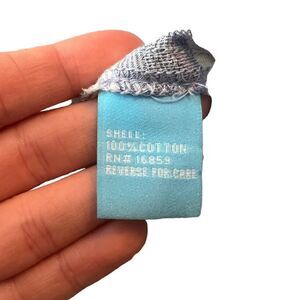 SHELL:
100% COTTON
RN# 16859
REVERSE FOR CARE